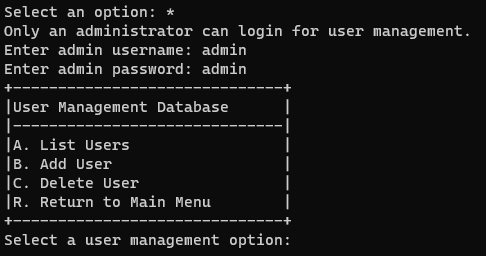 Select an option: *
Only an administrator can login for user management.
Enter admin username: admin
Enter admin password: admin
+------------------------------+
|User Management Database      |
|------------------------------|
|A. List Users                 |
|B. Add User                   |
|C. Delete User                |
|R. Return to Main Menu        |
+------------------------------+
Select a user management option: